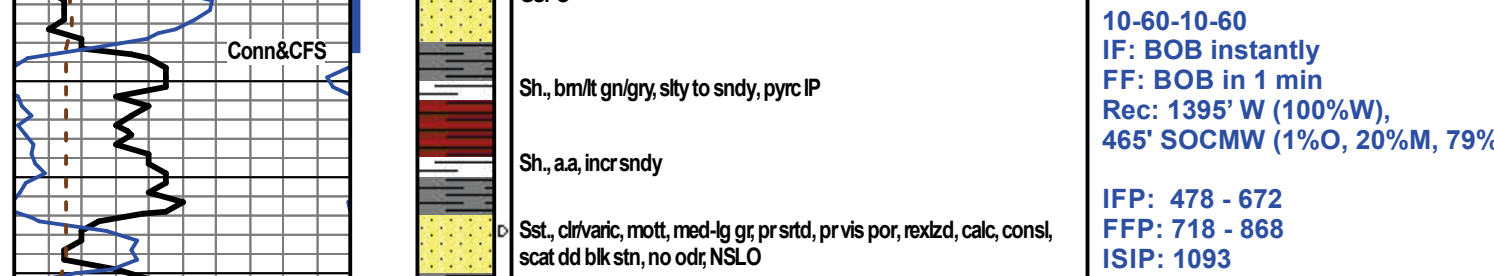 Conn&CFS
Sh., brn/lt gn/gry, slty to sndy, pyrc IP
Sh., a.a, incr sndy
Sst., clr/varic, mott, med-lg gr, pr srtd, pr vis por, rexlzd, calc, consl,
scat dd blk stn, no odr, NSLO
10-60-10-60
IF: BOB instantly
FF: BOB in 1 min
Rec: 1395' W (100%W),
465' SOCMW (1%O, 20%M, 79%
IFP: 478 - 672
FFP: 718 - 868
ISIP: 1093